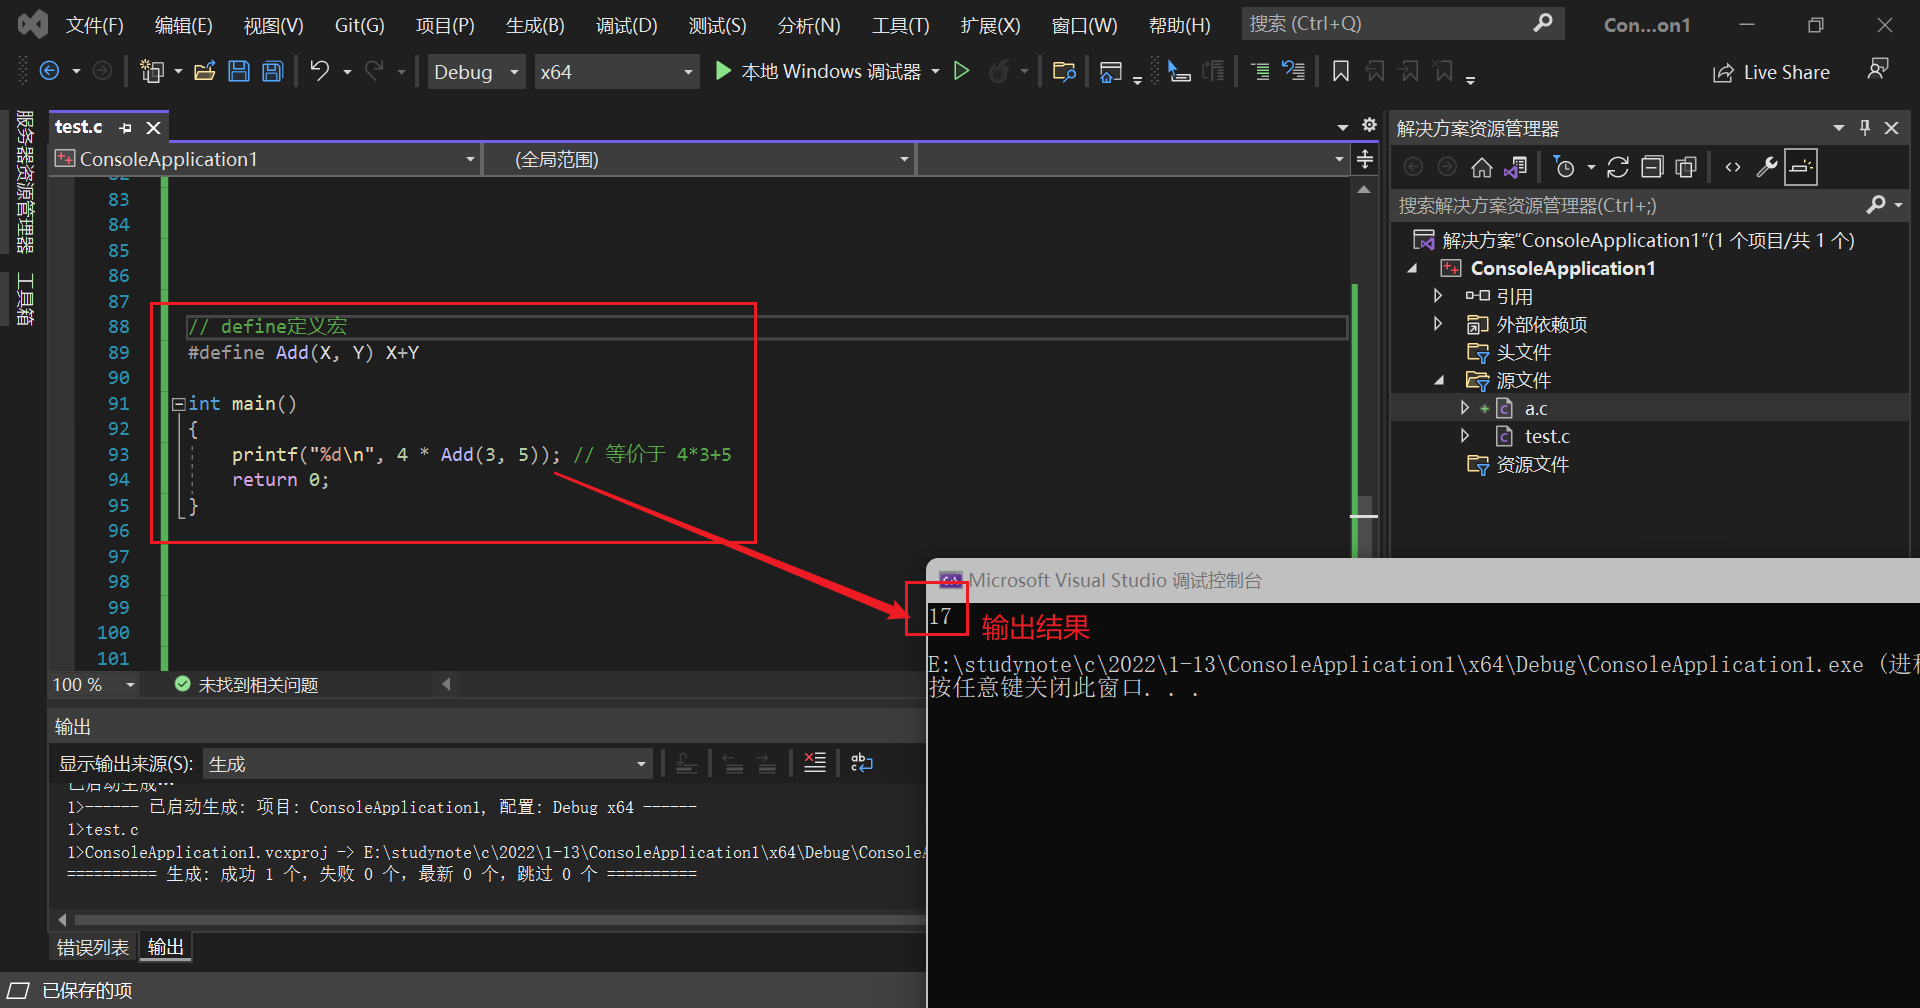 文件(F) 编辑(E) 视图(V) Git(G) 项目(P) 生成(B) 调试(D) 测试(S) 分析(N) 工具(T) 扩展(X) 窗口(W) 帮助(H) 搜索 (Ctrl+Q) Con...on1
Debug x64 本地 Windows 调试器 Live Share
服务器资源管理器
工具箱
test.c
ConsoleApplication1 (全局范围)
83
84
85
86
87
88 // define定义宏
89 #define Add(X, Y) X+Y
90
91 int main()
92 {
93 printf("%d\n", 4 * Add(3, 5)); // 等价于 4*3+5
94 return 0;
95 }
96
97
98
99
100
101
100 % 未找到相关问题
解决方案资源管理器
搜索解决方案资源管理器(Ctrl+;)
解决方案"ConsoleApplication1"(1 个项目/共 1 个)
ConsoleApplication1
引用
外部依赖项
头文件
源文件
a.c
test.c
资源文件
Microsoft Visual Studio 调试控制台
17 输出结果
E:\studynote\c\2022\1-13\ConsoleApplication1\x64\Debug\ConsoleApplication1.exe (进
按任意键关闭此窗口. . .
输出
显示输出来源(S): 生成
已启动生成…
1>------ 已启动生成: 项目: ConsoleApplication1, 配置: Debug x64 ------
1>test.c
1>ConsoleApplication1.vcxproj -> E:\studynote\c\2022\1-13\ConsoleApplication1\x64\Debug\Console
========== 生成: 成功 1 个，失败 0 个，最新 0 个，跳过 0 个 ==========
错误列表 输出
已保存的项